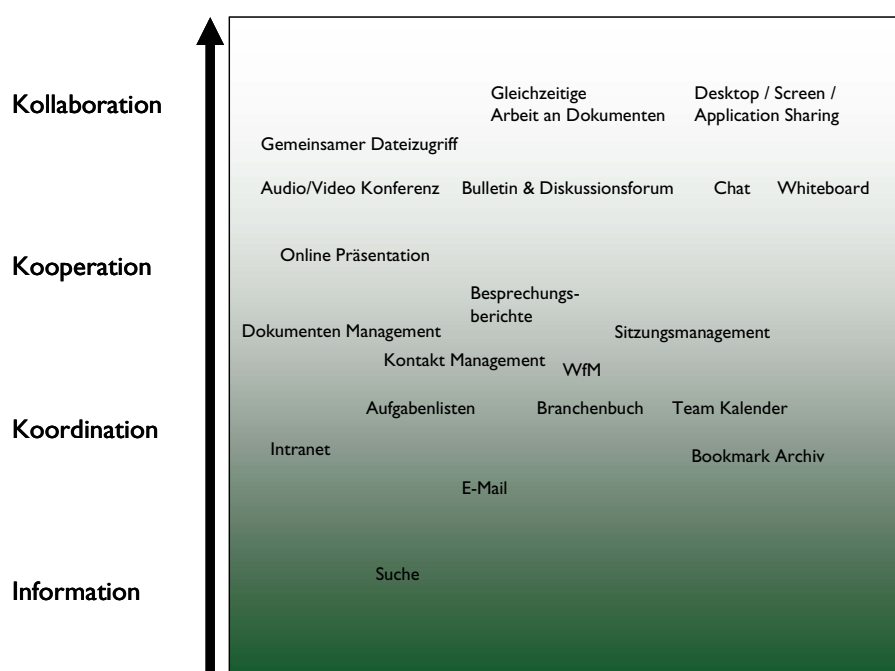 Kollaboration
Gleichzeitige
Arbeit an Dokumenten
Desktop / Screen /
Application Sharing
Gemeinsamer Dateizugriff
Audio/Video Konferenz
Bulletin & Diskussionsforum
Chat
Whiteboard
Kooperation
Online Präsentation
Besprechungs-
berichte
Dokumenten Management
Sitzungsmanagement
Kontakt Management
WfM
Koordination
Aufgabenlisten
Branchenbuch
Team Kalender
Intranet
Bookmark Archiv
E-Mail
Information
Suche